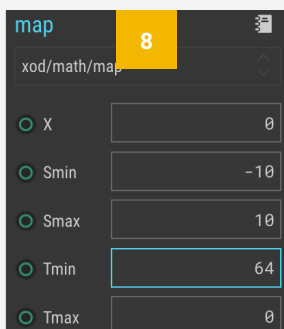 map
8
xod/math/map
X 0
Smin -10
Smax 10
Tmin 64
Tmax 0